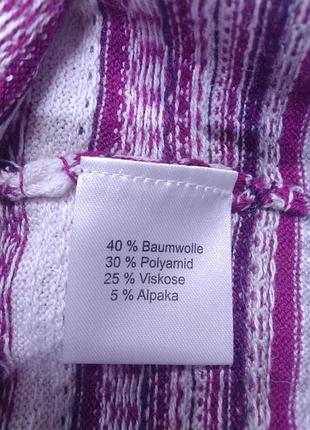 40 % Baumwolle
30 % Polyamid
25 % Viskose
5 % Alpaka